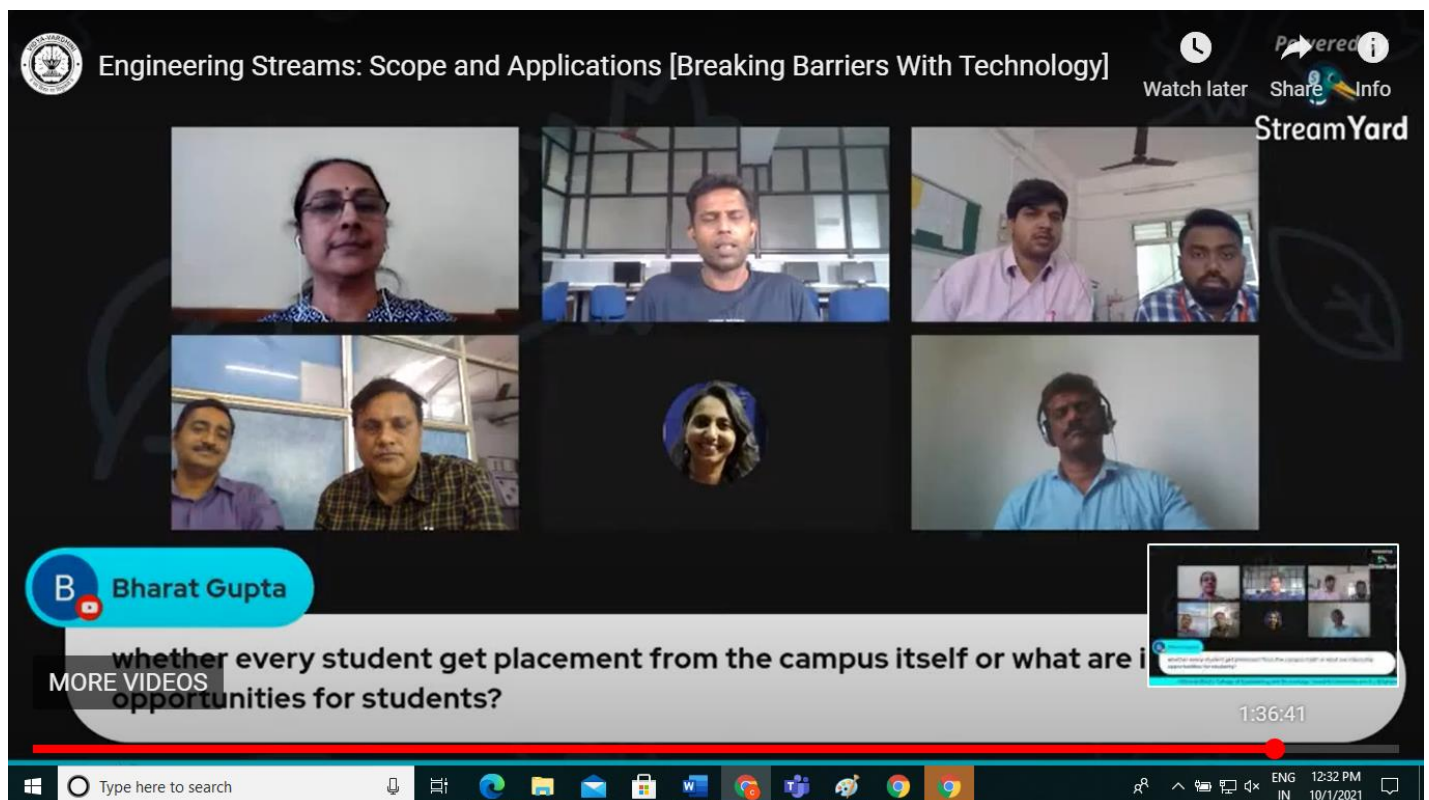 Engineering Streams: Scope and Applications [Breaking Barriers With Technology]
Watch later
Share
Info
Powered
StreamYard
B
Bharat Gupta
whether every student get placement from the campus itself or what are i
opportunities for students?
MORE VIDEOS
1:36:41
Type here to search
ENG
IN
12:32 PM
10/1/2021